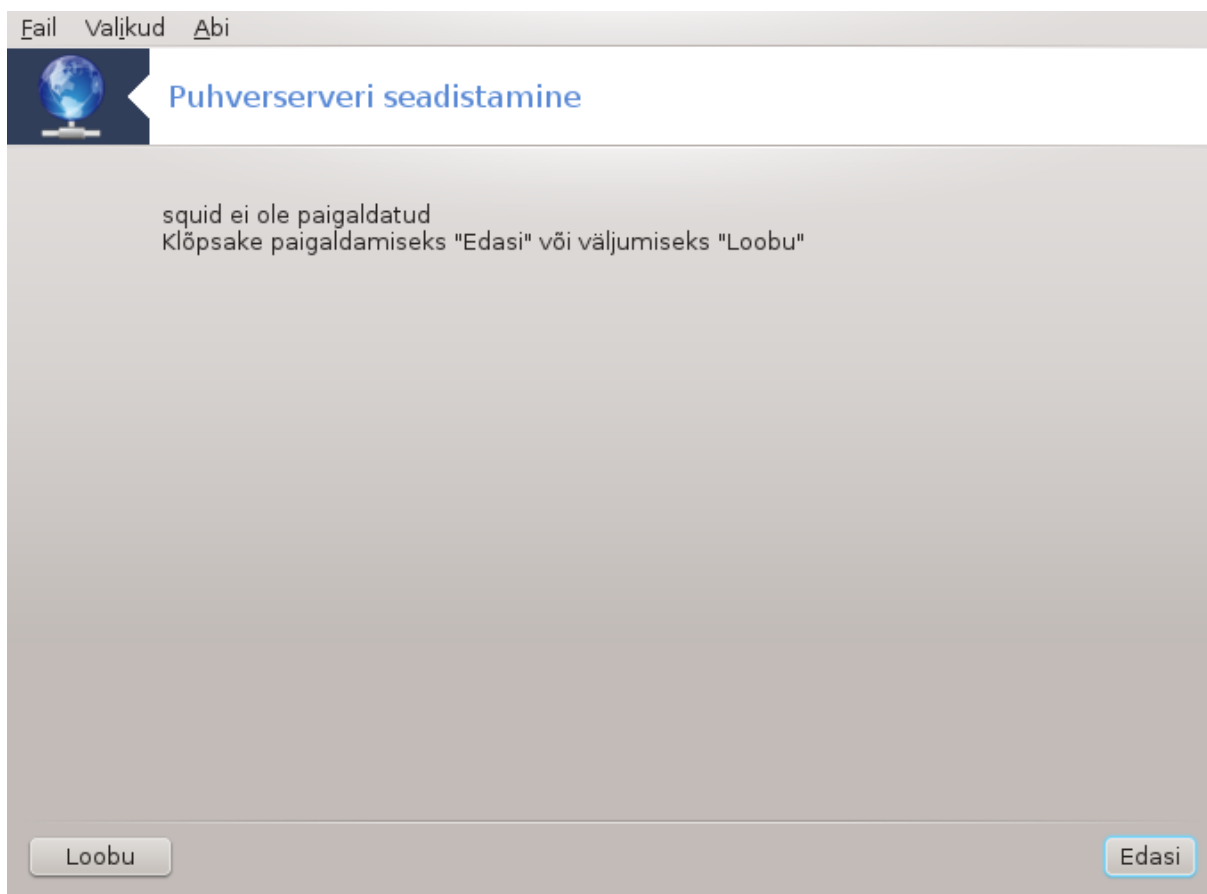 Fail Valikud Abi
Puhverserveri seadistamine
squid ei ole paigaldatud
Klõpsake paigaldamiseks "Edasi" või väljumiseks "Loobu"
Loobu Edasi